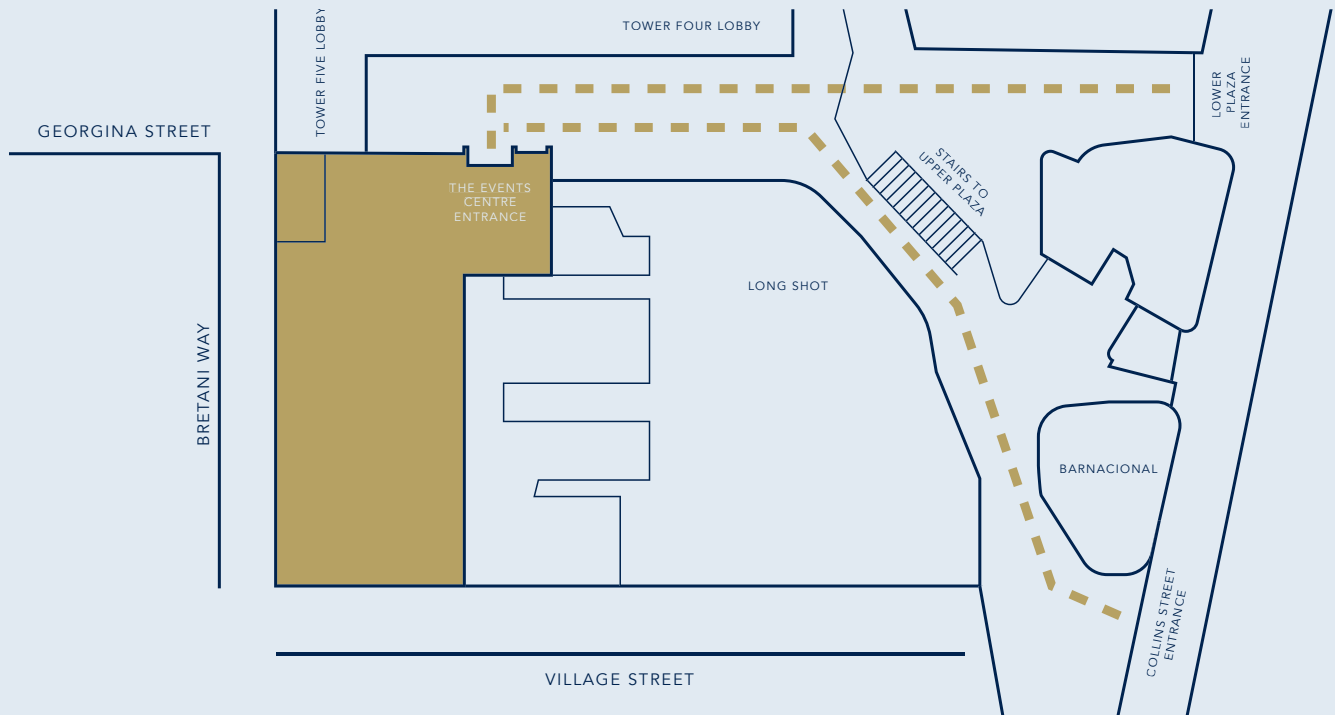 TOWER FIVE LOBBY
TOWER FOUR LOBBY
LOWER
PLAZA
ENTRANCE
GEORGINA STREET
STAIRS TO
UPPER PLAZA
THE EVENTS
CENTRE
ENTRANCE
LONG SHOT
BRETANI WAY
BARNACIONAL
COLLINS STREET
ENTRANCE
VILLAGE STREET